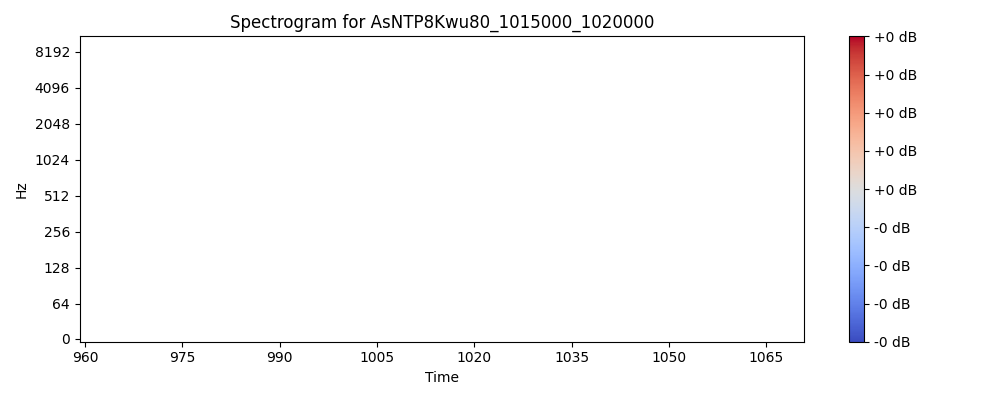 Spectrogram for AsNTP8Kwu80_1015000_1020000
8192
4096
2048
1024
512
256
128
64
0
Hz
960 975 990 1005 1020 1035 1050 1065
Time
+0 dB
+0 dB
+0 dB
+0 dB
+0 dB
-0 dB
-0 dB
-0 dB
-0 dB